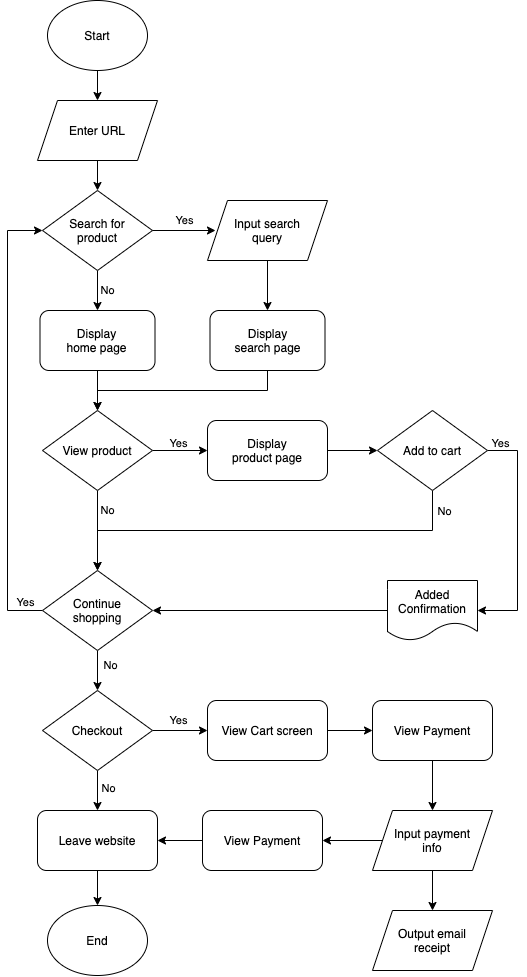 Start
Enter URL
Search for
product
Yes
Input search
query
No
Display
home page
Display
search page
View product
Yes
Display
product page
Add to cart
Yes
No
No
Continue
shopping
Yes
Added
Confirmation
No
Checkout
Yes
View Cart screen
View Payment
No
Leave website
View Payment
Input payment
info
End
Output email
receipt